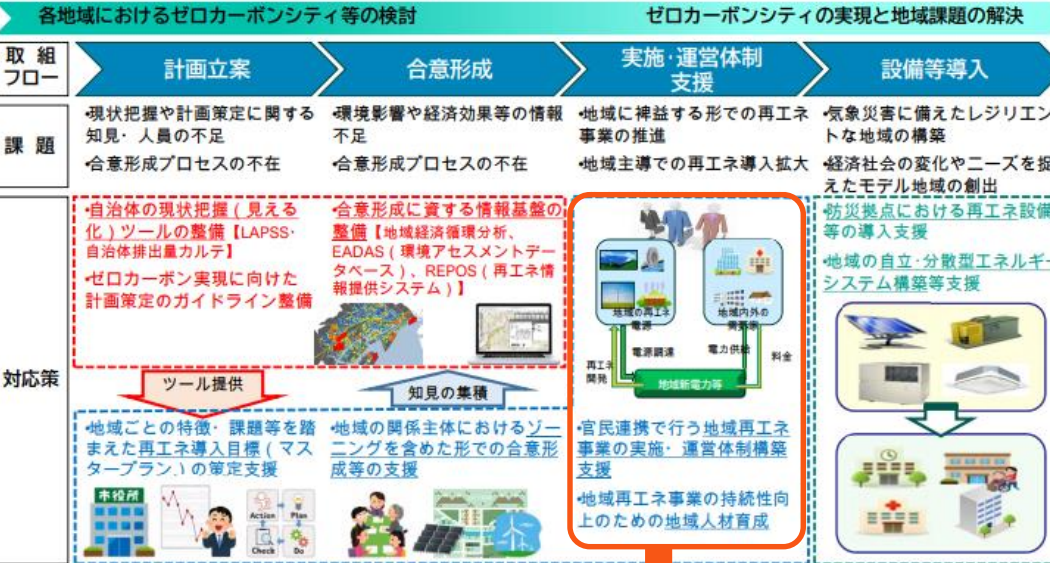 各地域におけるゼロカーボンシティ等の検討
ゼロカーボンシティの実現と地域課題の解決
取 組
フロー
計画立案
合意形成
実施・運営体制
支援
設備等導入
課 題
・現状把握や計画策定に関する
知見・ 人員の不足
・合意形成プロセスの不在
・環境影響や経済効果等の情報
不足
・合意形成プロセスの不在
・地域に裨益する形での再エネ
事業の推進
・地域主導での再エネ導入拡大
・気象災害に備えたレジリエン
トな地域の構築
・経済社会の変化やニーズを捉
えたモデル地域の創出
対応策
・自治体の現状把握(見える
化)ツールの整備【LAPSS・
自治体排出量カルテ】
・ゼロカーボン実現に向けた
計画策定のガイドライン整備
・合意形成に資する情報基盤の
整備【地域経済循環分析、
EADAS(環境アセスメントデー
タベース)、REPOS(再エネ情
報提供システム)】
ツール提供
知見の集積
・地域ごとの特徴・ 課題等を踏
まえた再エネ導入目標(マス
タープラン)の策定支援
市役所
Action
Plan
Check
Do
・地域の関係主体におけるゾー
ニングを含めた形での合意形
成等の支援
地域の再エネ
電源
地域内外の
需要家
電源調達
電力供給
再エネ
開発
料金
地域新電力等
・官民連携で行う地域再エネ
事業の実施・ 運営体制構築
支援
・地域再エネ事業の持続性向
上のための地域人材育成
・防災拠点における再エネ設備
等の導入支援
・地域の自立・分散型エネルギー
システム構築等支援